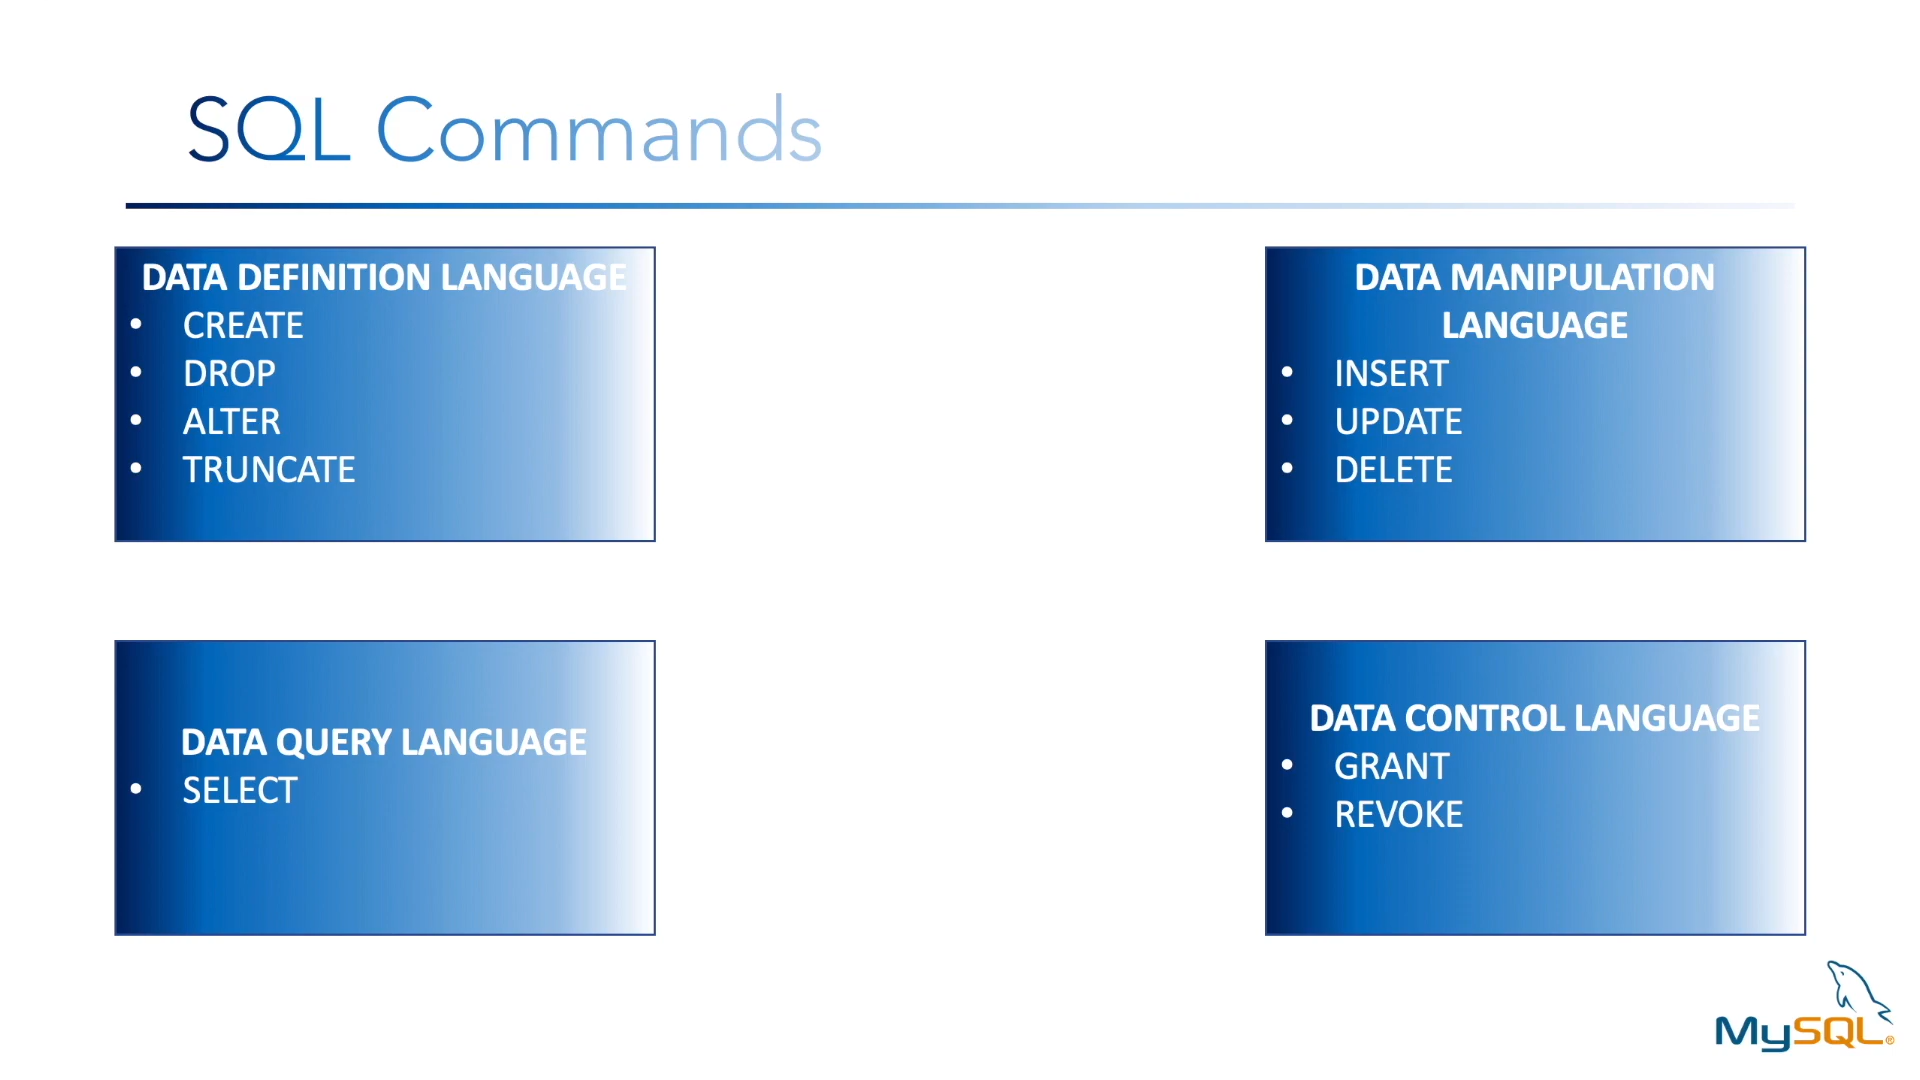 SQL Commands
DATA DEFINITION LANGUAGE
• CREATE
• DROP
• ALTER
• TRUNCATE
DATA MANIPULATION
LANGUAGE
• INSERT
• UPDATE
• DELETE
DATA QUERY LANGUAGE
• SELECT
DATA CONTROL LANGUAGE
• GRANT
• REVOKE
MySQL®